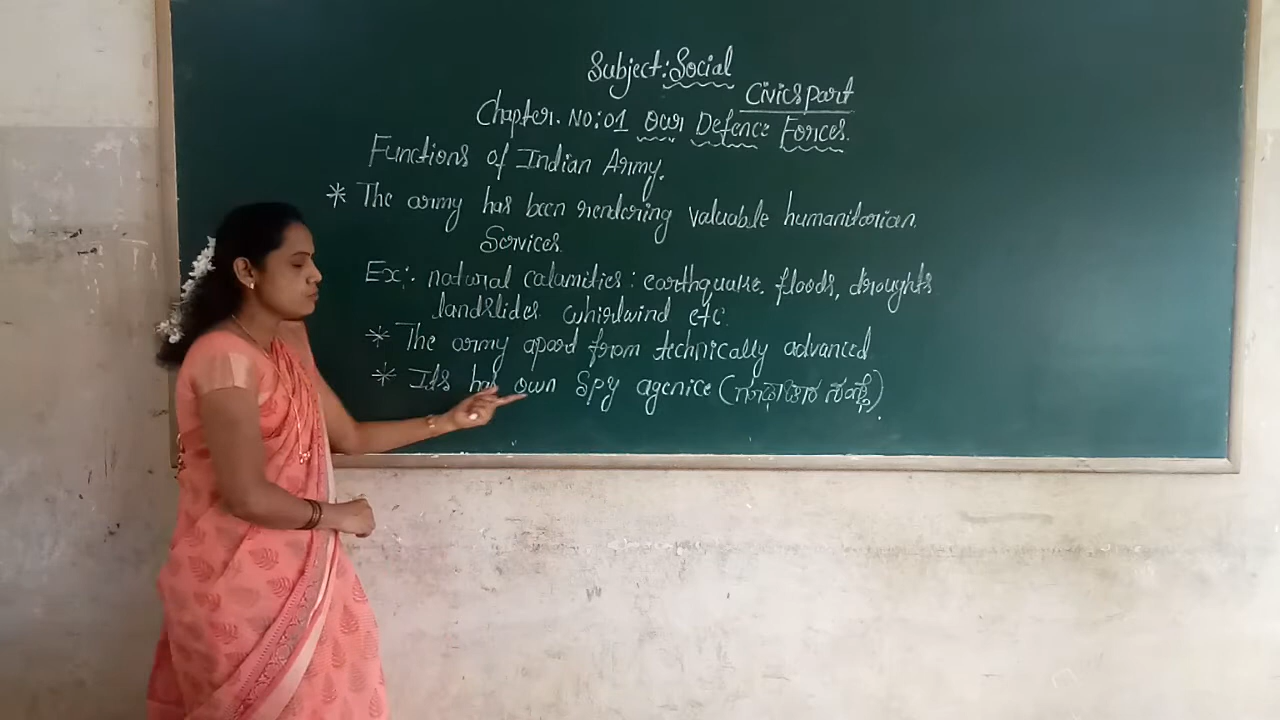 Subject: Social
Civics part
Chapter. No: 01 Our Defence Forces.
Functions of Indian Army.
* The army has been rendering valuable humanitarian
Services.
Ex:- natural calamities: earthquake. floods, droughts
landslides whirlwind etc.
* The army apart from technically advanced
* It's has own Spy agenice (ಗೂಢಾಚಾರ ಸಂಸ್ಥೆ).